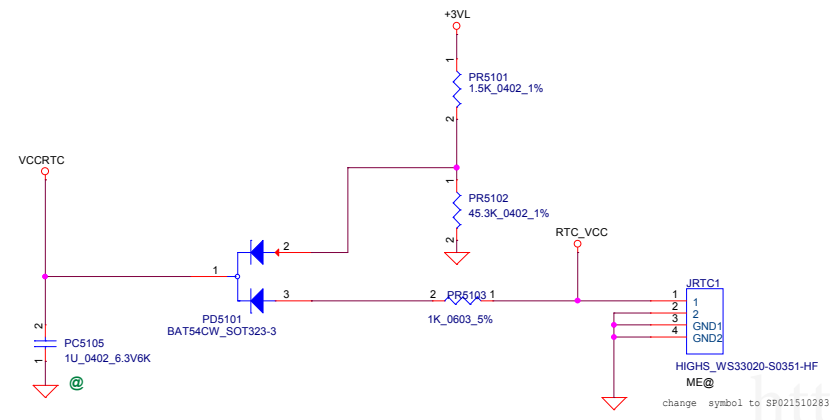 +3VL
1
PR5101
1.5K_0402_1%
2
VCCRTC
1
PR5102
45.3K_0402_1%
2
RTC_VCC
2
1
3
PD5101
BAT54CW_SOT323-3
2 PR5103 1
1K_0603_5%
JRTC1
1 1
2 2
3 GND1
4 GND2
HIGHS_WS33020-S0351-HF
ME@
change symbol to SP021510283
2
PC5105
1U_0402_6.3V6K
1
@
htt